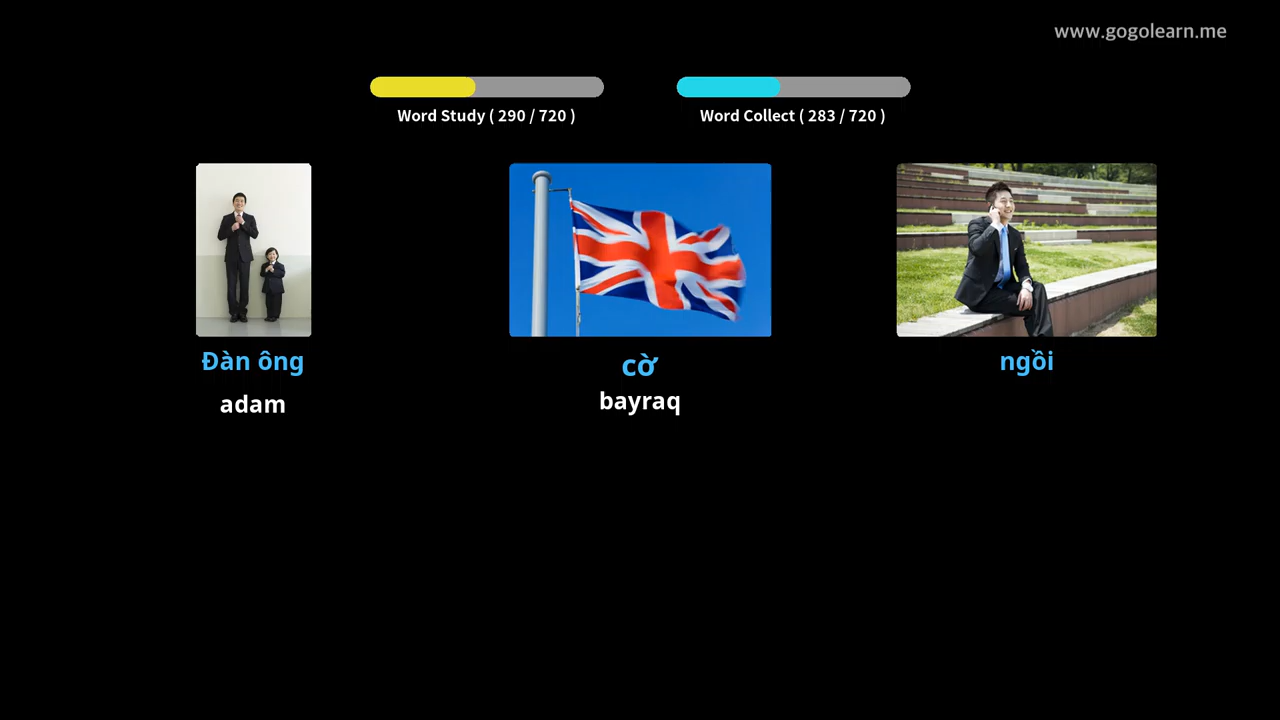 www.gogolearn.me
Word Study ( 290 / 720 )
Word Collect ( 283 / 720 )
Đàn ông
adam
cờ
bayraq
ngồi